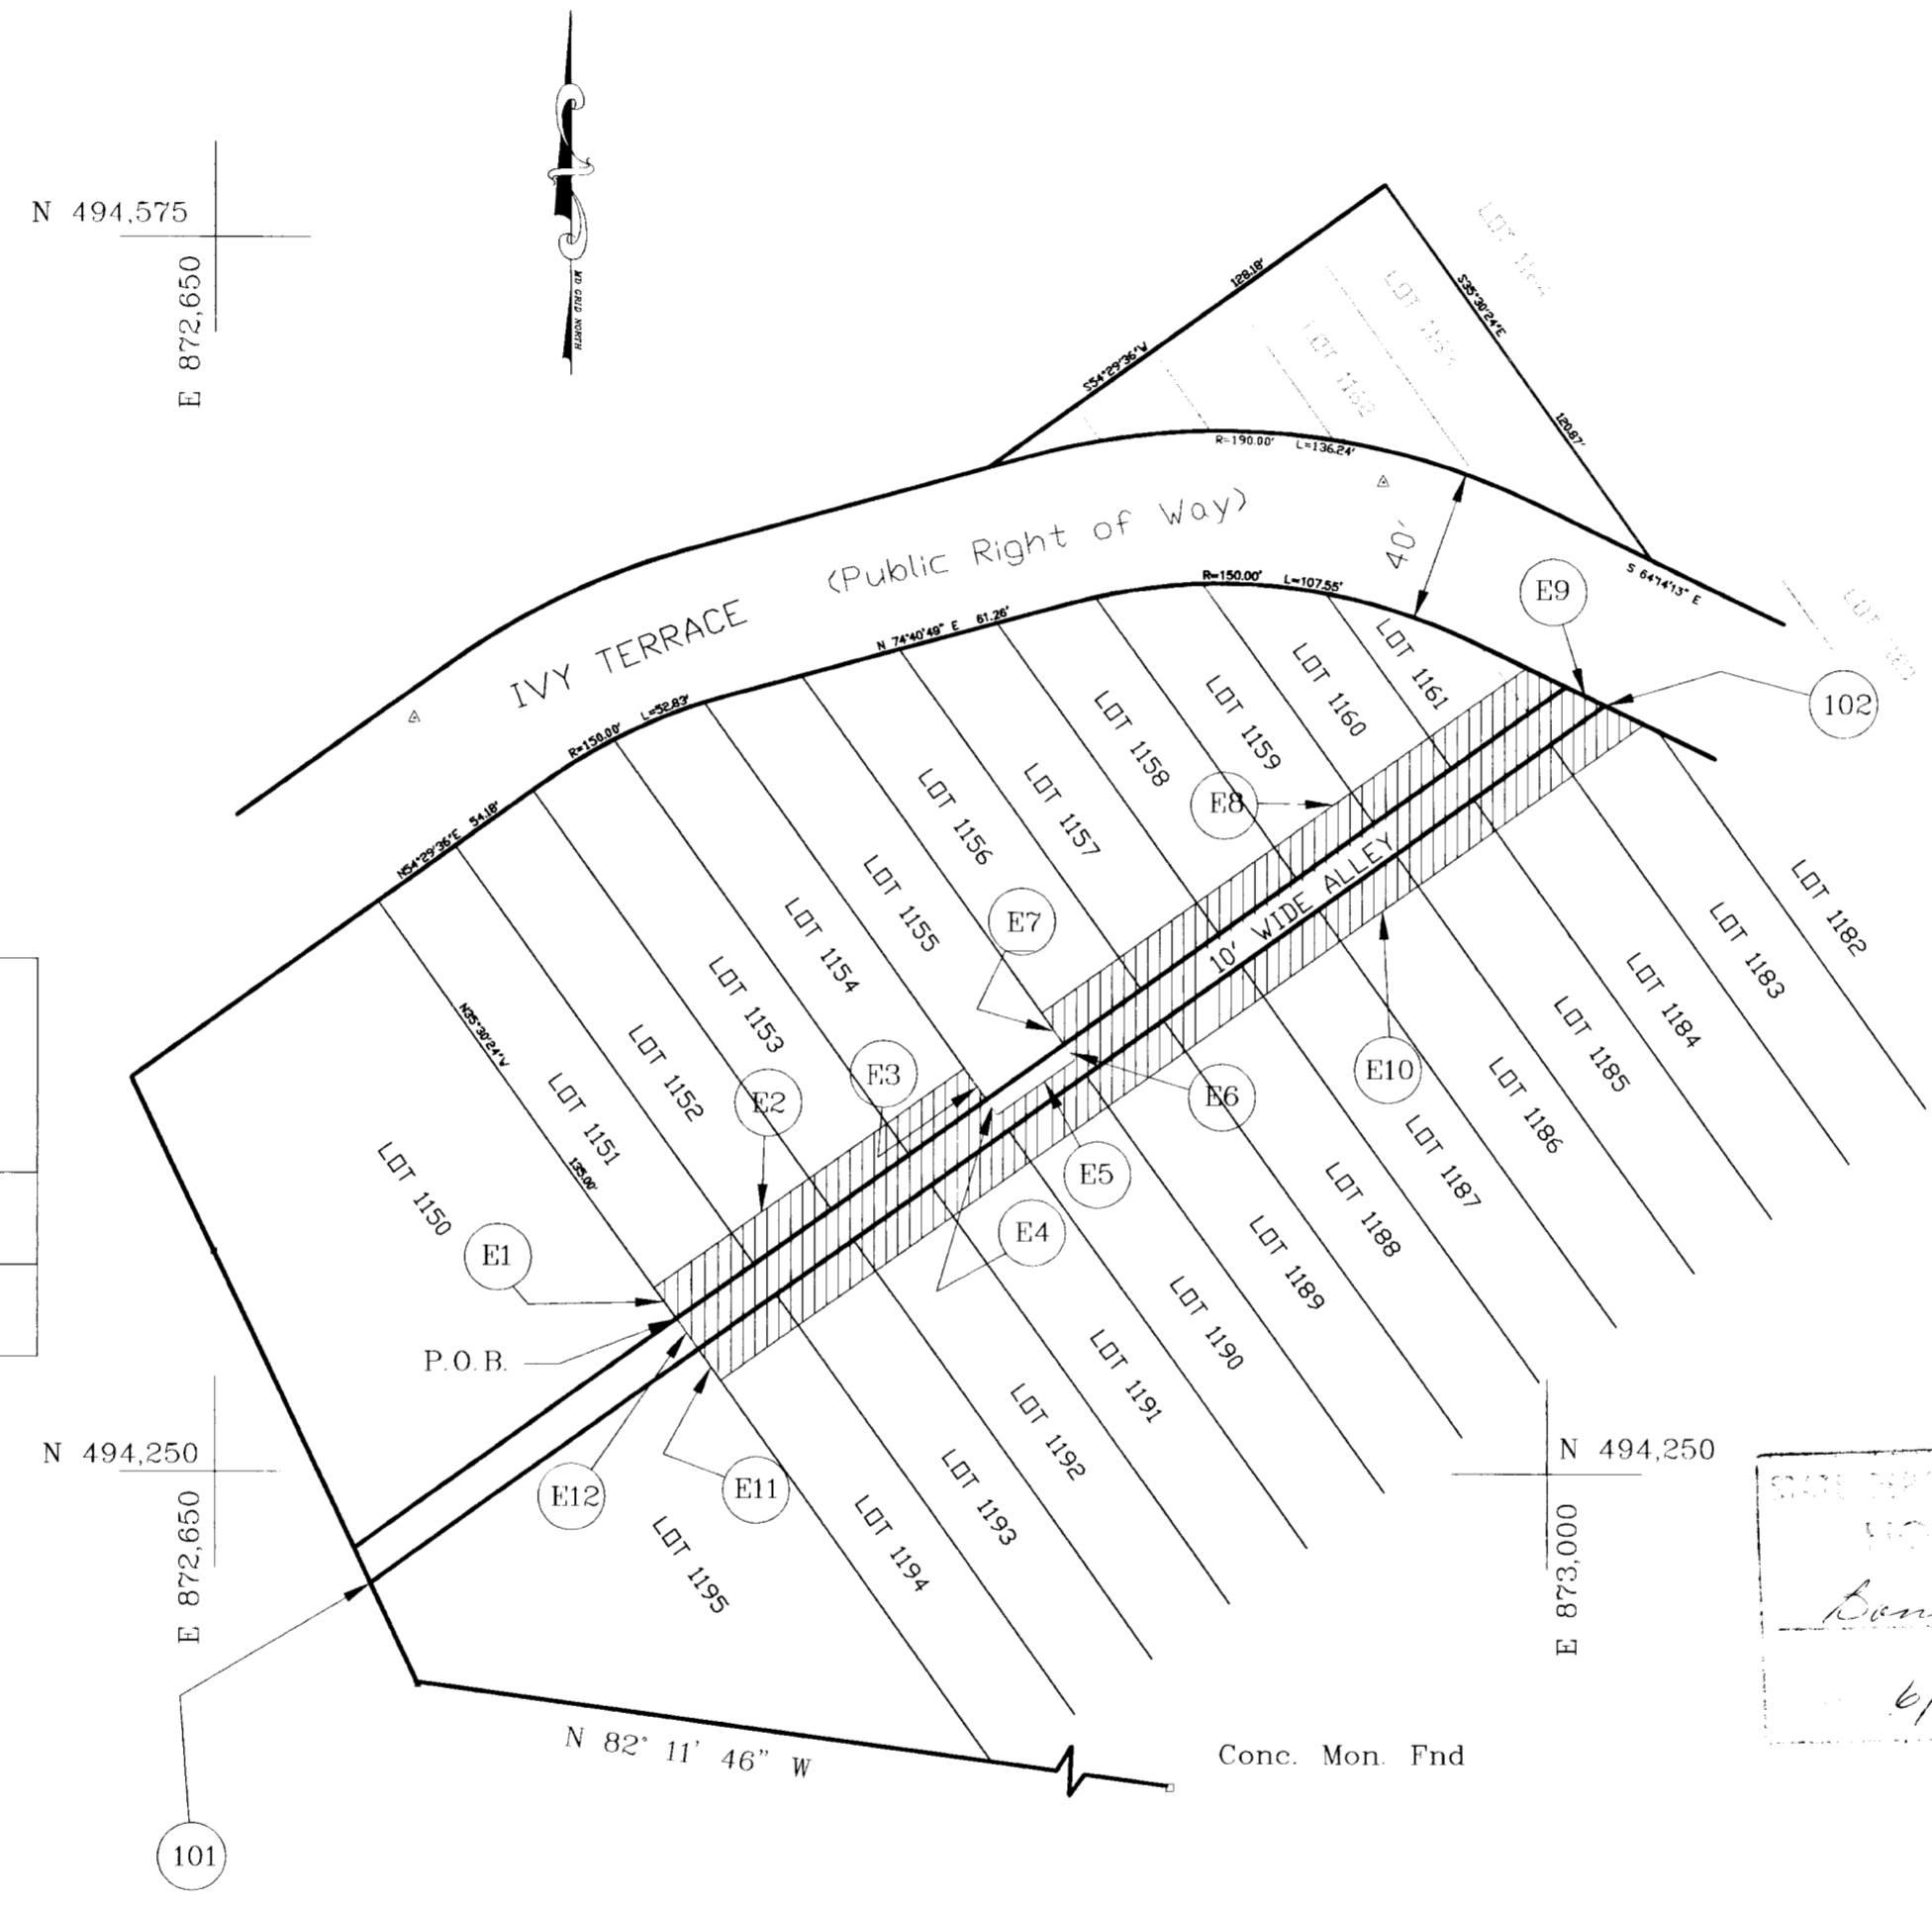 N 494,575
E 872,650
MD GRID NORTH
128.18'
S54°29'36"W
S35°30'24"E
120.87'
LOT 1162
R=190.00' L=136.24'
IVY TERRACE (Public Right of Way)
40'
S 64°14'13" E
R=150.00' L=107.55'
N 74°40'49" E 61.26'
R=150.00' L=52.83'
N54°29'36"E 54.18'
N35°30'24"W
135.00'
E9
102
LOT 1161
LOT 1160
LOT 1159
LOT 1158
LOT 1157
LOT 1156
LOT 1155
LOT 1154
LOT 1153
LOT 1152
LOT 1151
LOT 1150
E8
E7
E3
E2
E1
10' WIDE ALLEY
E10
E6
E5
E4
P.O.B.
E12
E11
LOT 1182
LOT 1183
LOT 1184
LOT 1185
LOT 1186
LOT 1187
LOT 1188
LOT 1189
LOT 1190
LOT 1191
LOT 1192
LOT 1193
LOT 1194
LOT 1195
N 494,250
E 872,650
N 494,250
E 873,000
N 82° 11' 46" W
Conc. Mon. Fnd
101